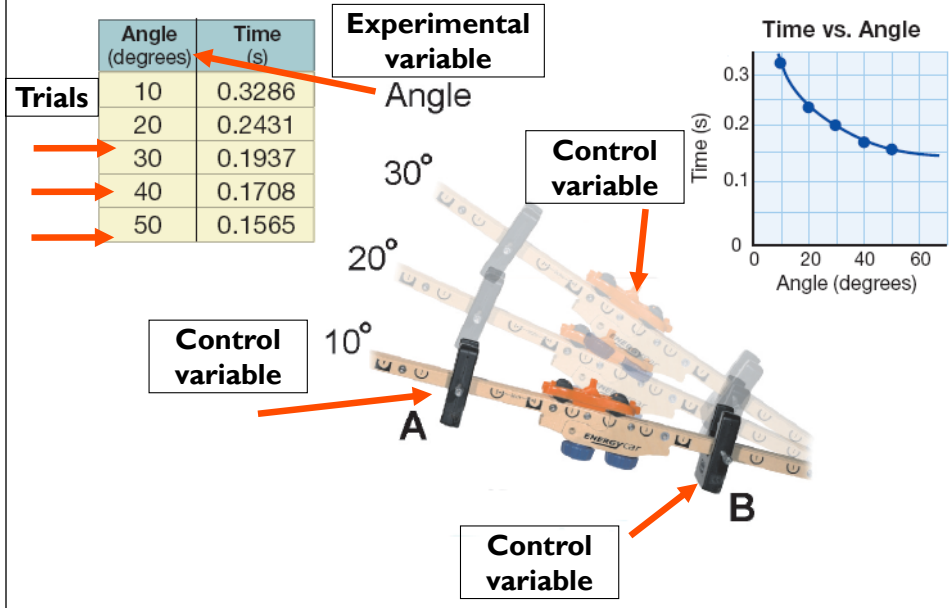 Angle
(degrees)
Time
(s)
10 0.3286
20 0.2431
30 0.1937
40 0.1708
50 0.1565
Trials
Experimental
variable
Angle
Time vs. Angle
Time (s)
0.3
0.2
0.1
0
0 20 40 60
Angle (degrees)
Control
variable
30°
20°
10°
Control
variable
A
ENERGYcar
B
Control
variable